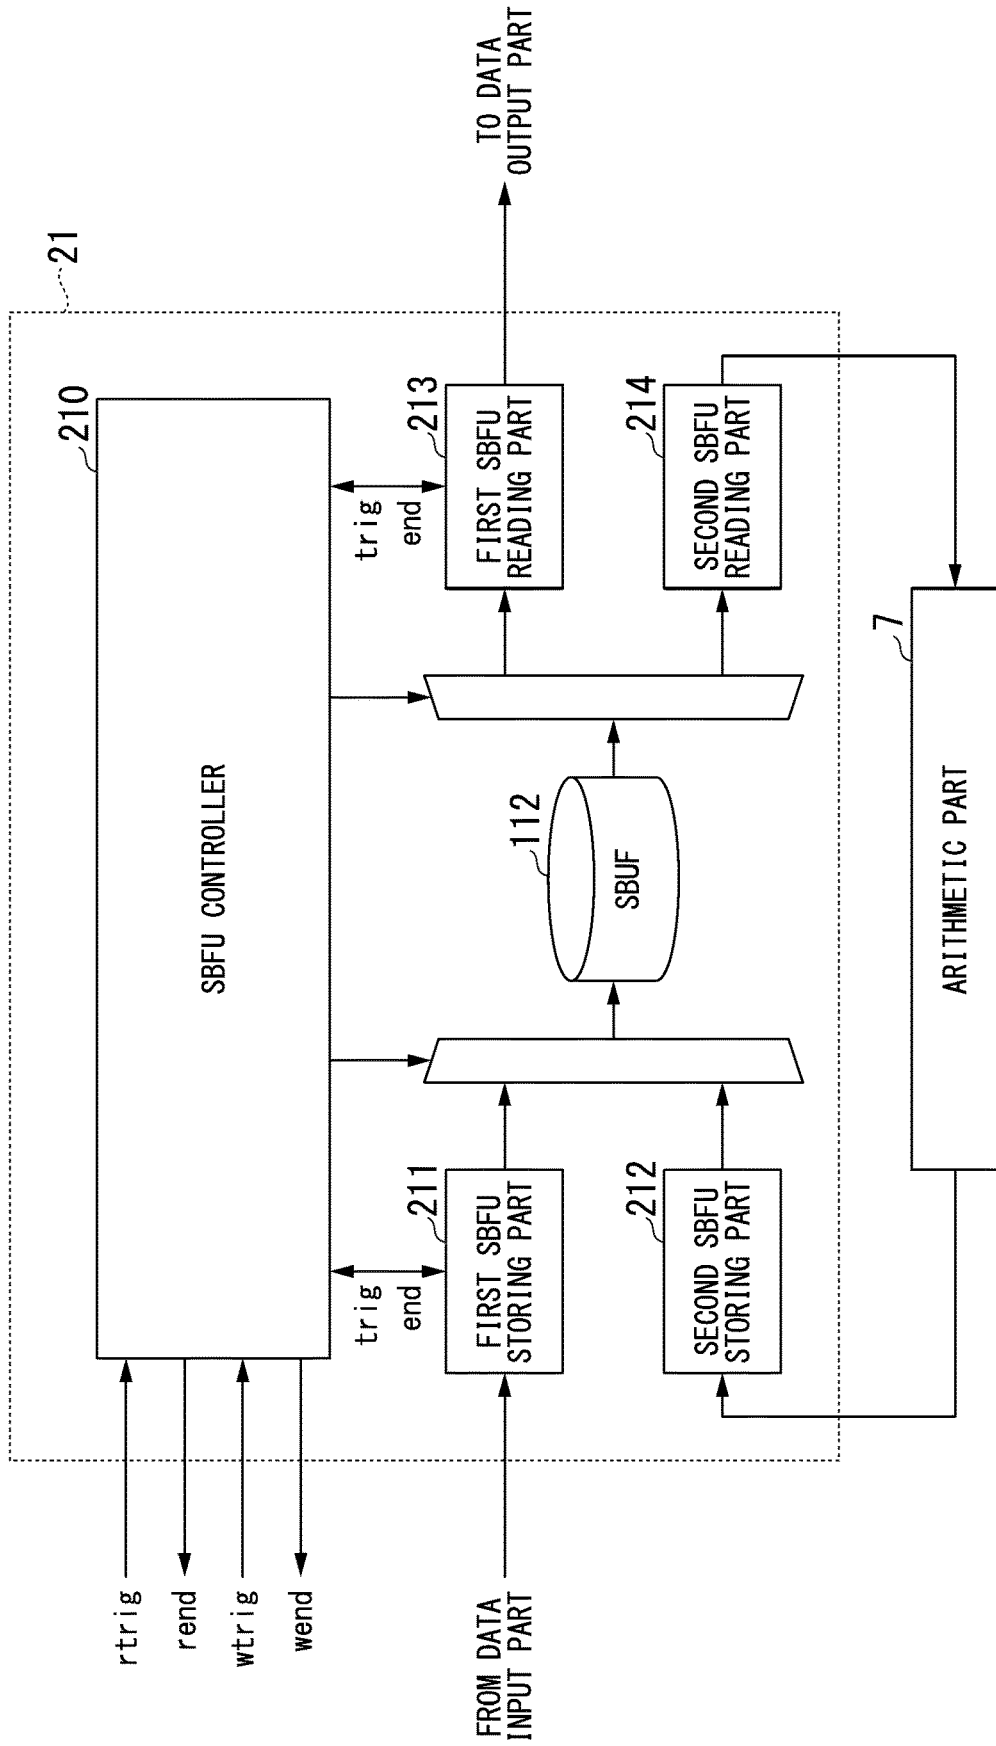 21
210
SBFU CONTROLLER
rtrig
rend
wtrig
wend
trig
end
trig
end
FROM DATA
INPUT PART
211
FIRST SBFU
STORING PART
212
SECOND SBFU
STORING PART
112
SBUF
213
FIRST SBFU
READING PART
214
SECOND SBFU
READING PART
TO DATA
OUTPUT PART
7
ARITHMETIC PART